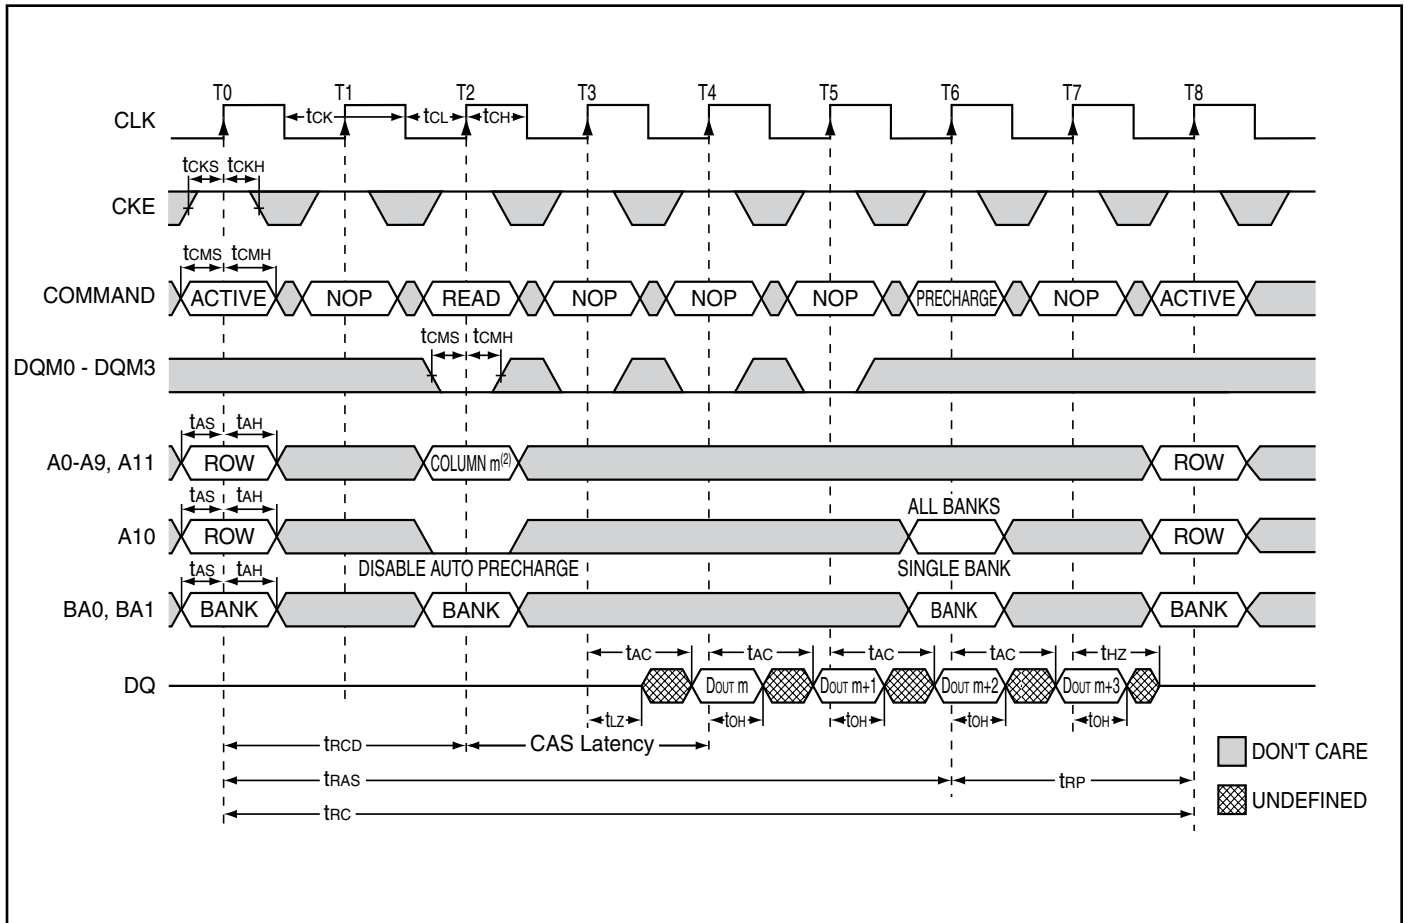 T0 T1 T2 T3 T4 T5 T6 T7 T8
CLK tCK tCL tCH
tCKS tCKH
CKE
tCMS tCMH
COMMAND ACTIVE NOP READ NOP NOP NOP PRECHARGE NOP ACTIVE
tCMS tCMH
DQM0 - DQM3
tAS tAH
A0-A9, A11 ROW COLUMN m(2) ROW
tAS tAH ALL BANKS
A10 ROW ROW
DISABLE AUTO PRECHARGE SINGLE BANK
tAS tAH
BA0, BA1 BANK BANK BANK BANK
tAC tAC tAC tAC tHZ
DQ DOUT m DOUT m+1 DOUT m+2 DOUT m+3
tLZ tOH tOH tOH tOH
tRCD CAS Latency
DON'T CARE
tRAS tRP
UNDEFINED
tRC